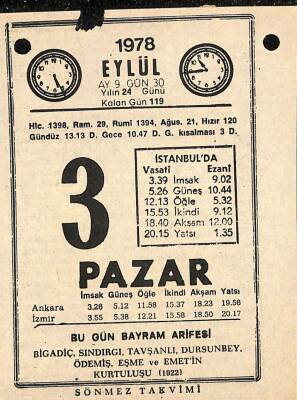 1978
EYLÜL
AY 9 GÜN 30
Yılın 24 Günü
Kalan Gün 119
Hic. 1398, Ram. 29, Rumi 1394, Ağus. 21, Hızır 120
Gündüz 13.13 D. Gece 10.47 D. G. kısalması 3 D.
3
İSTANBUL'DA
Vasati Ezani
3.39 İmsak 9.02
5.26 Güneş 10.44
12.13 Öğle 5.32
15.53 İkindi 9.12
18.40 Akşam 12.00
20.15 Yatsı 1.35
PAZAR
İmsak Güneş Öğle İkindi Akşam Yatsı
Ankara 3.28 5.12 11.58 15.37 18.23 19.56
İzmir 3.55 5.38 12.21 15.58 18.50 20.17
BU GÜN BAYRAM ARİFESİ
BİGADİÇ, SINDIRGI, TAVŞANLI, DURSUNBEY,
ÖDEMİŞ, EŞME ve EMET'İN
KURTULUŞU (1922)
SÖNMEZ TAKVİMİ